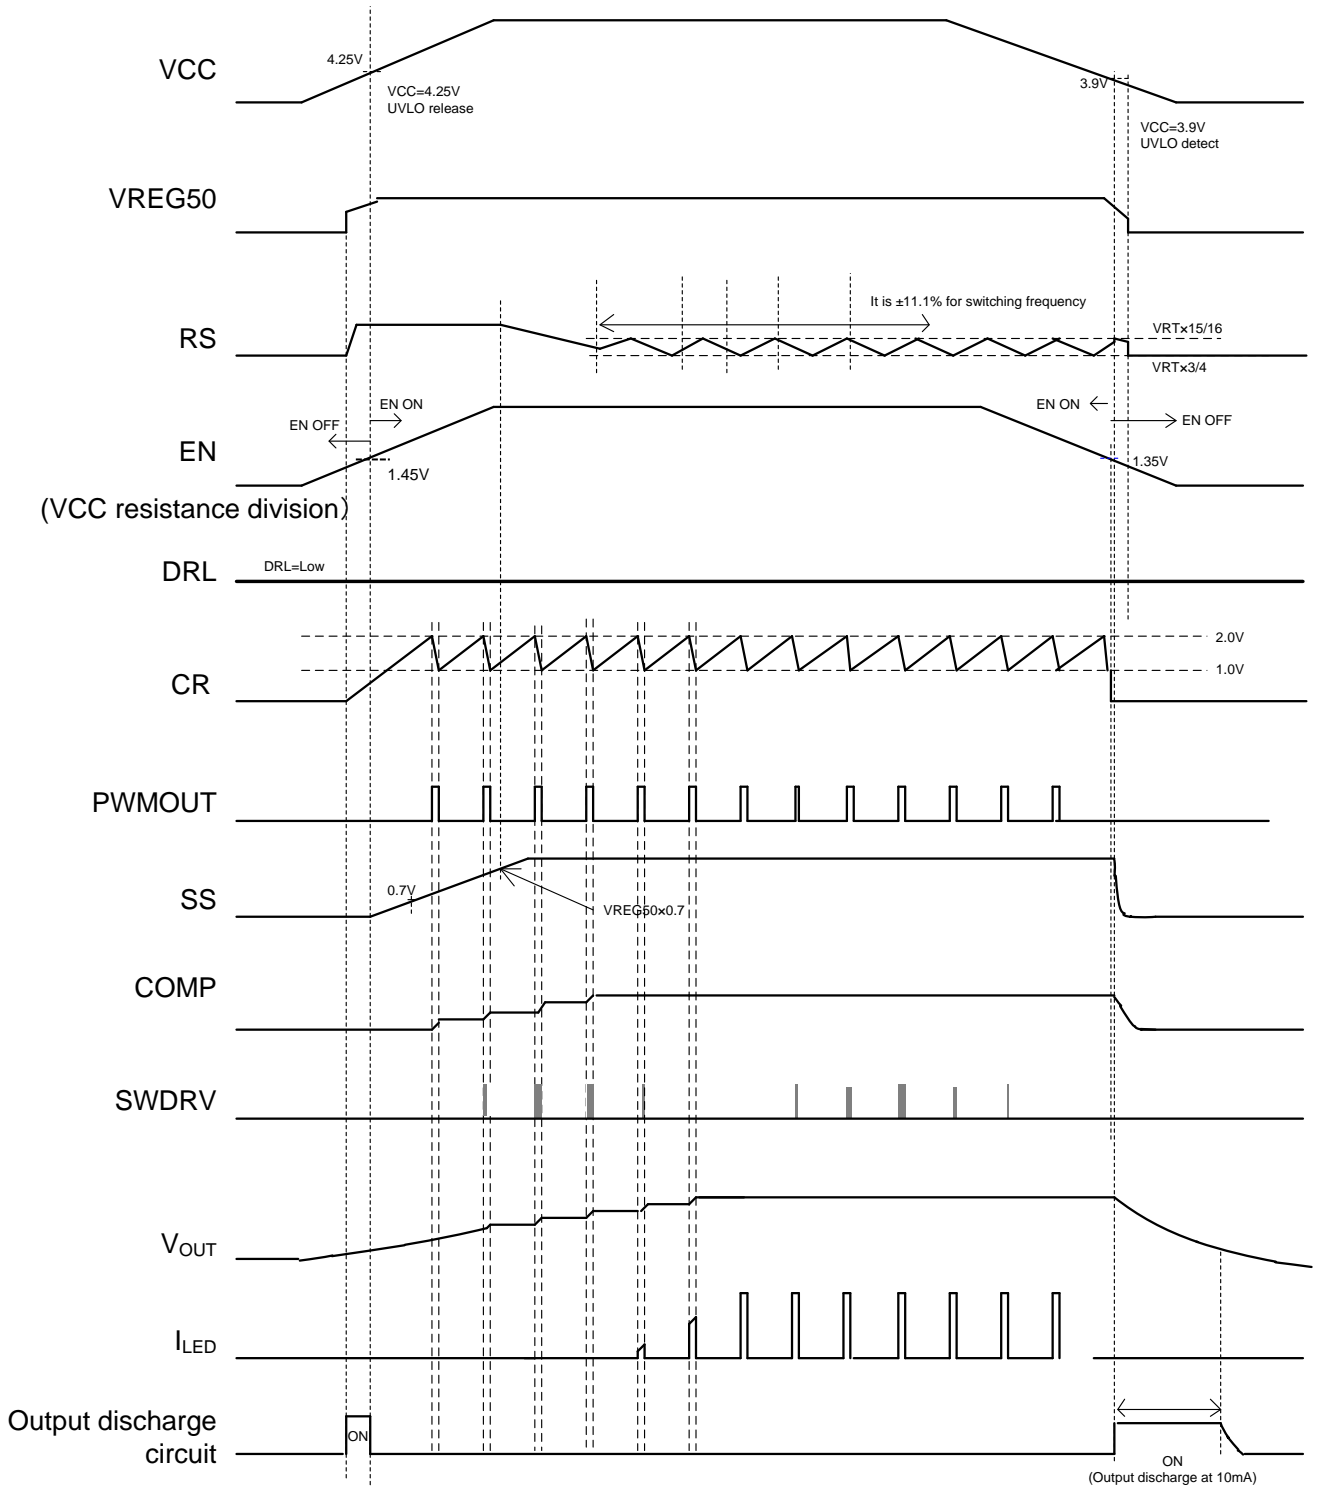 VCC
4.25V
VCC=4.25V
UVLO release
3.9V
VCC=3.9V
UVLO detect
VREG50
RS
It is ±11.1% for switching frequency
VRT×15/16
VRT×3/4
EN
(VCC resistance division）
EN OFF
EN ON
1.45V
EN ON
EN OFF
1.35V
DRL
DRL=Low
CR
2.0V
1.0V
PWMOUT
SS
0.7V
VREG50×0.7
COMP
SWDRV
VOUT
ILED
Output discharge
circuit
ON
ON
(Output discharge at 10mA)